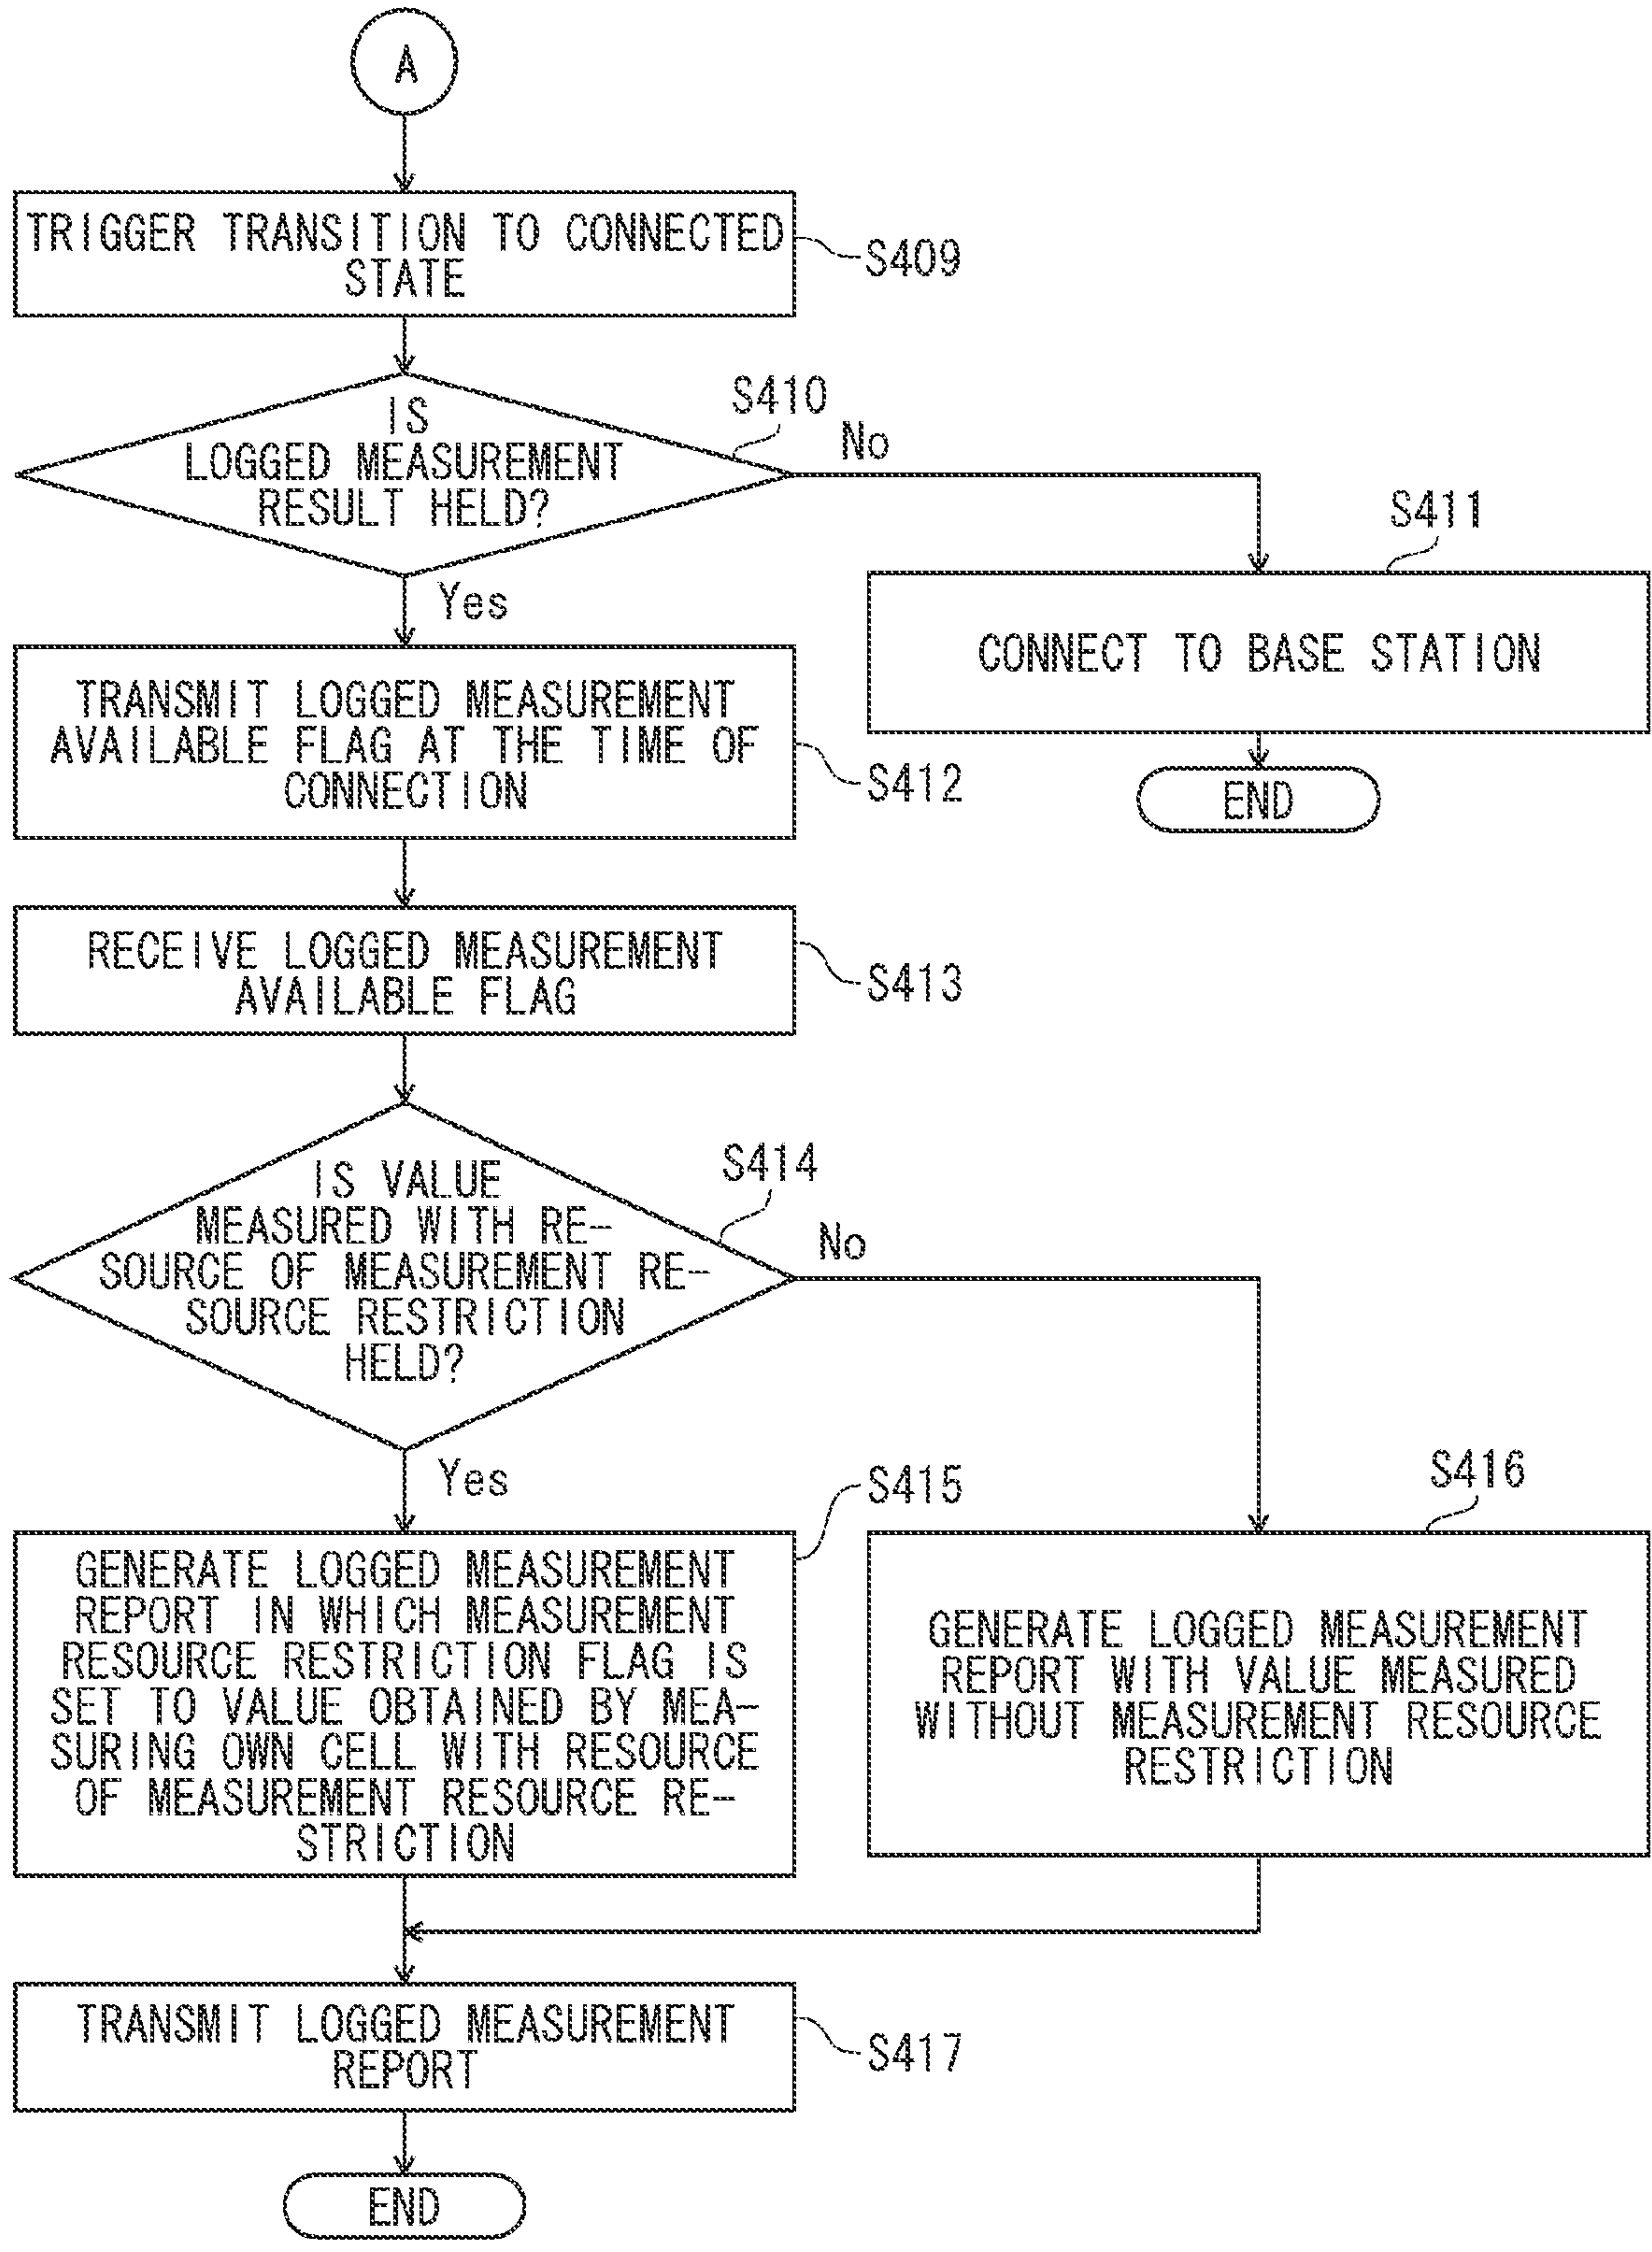 A
TRIGGER TRANSITION TO CONNECTED
STATE
S409
IS
LOGGED MEASUREMENT
RESULT HELD?
S410
No
Yes
S411
CONNECT TO BASE STATION
END
TRANSMIT LOGGED MEASUREMENT
AVAILABLE FLAG AT THE TIME OF
CONNECTION
S412
RECEIVE LOGGED MEASUREMENT
AVAILABLE FLAG
S413
IS VALUE
MEASURED WITH RE-
SOURCE OF MEASUREMENT RE-
SOURCE RESTRICTION
HELD?
S414
No
Yes
S415
GENERATE LOGGED MEASUREMENT
REPORT IN WHICH MEASUREMENT
RESOURCE RESTRICTION FLAG IS
SET TO VALUE OBTAINED BY MEA-
SURING OWN CELL WITH RESOURCE
OF MEASUREMENT RESOURCE RE-
STRICTION
S416
GENERATE LOGGED MEASUREMENT
REPORT WITH VALUE MEASURED
WITHOUT MEASUREMENT RESOURCE
RESTRICTION
TRANSMIT LOGGED MEASUREMENT
REPORT
S417
END